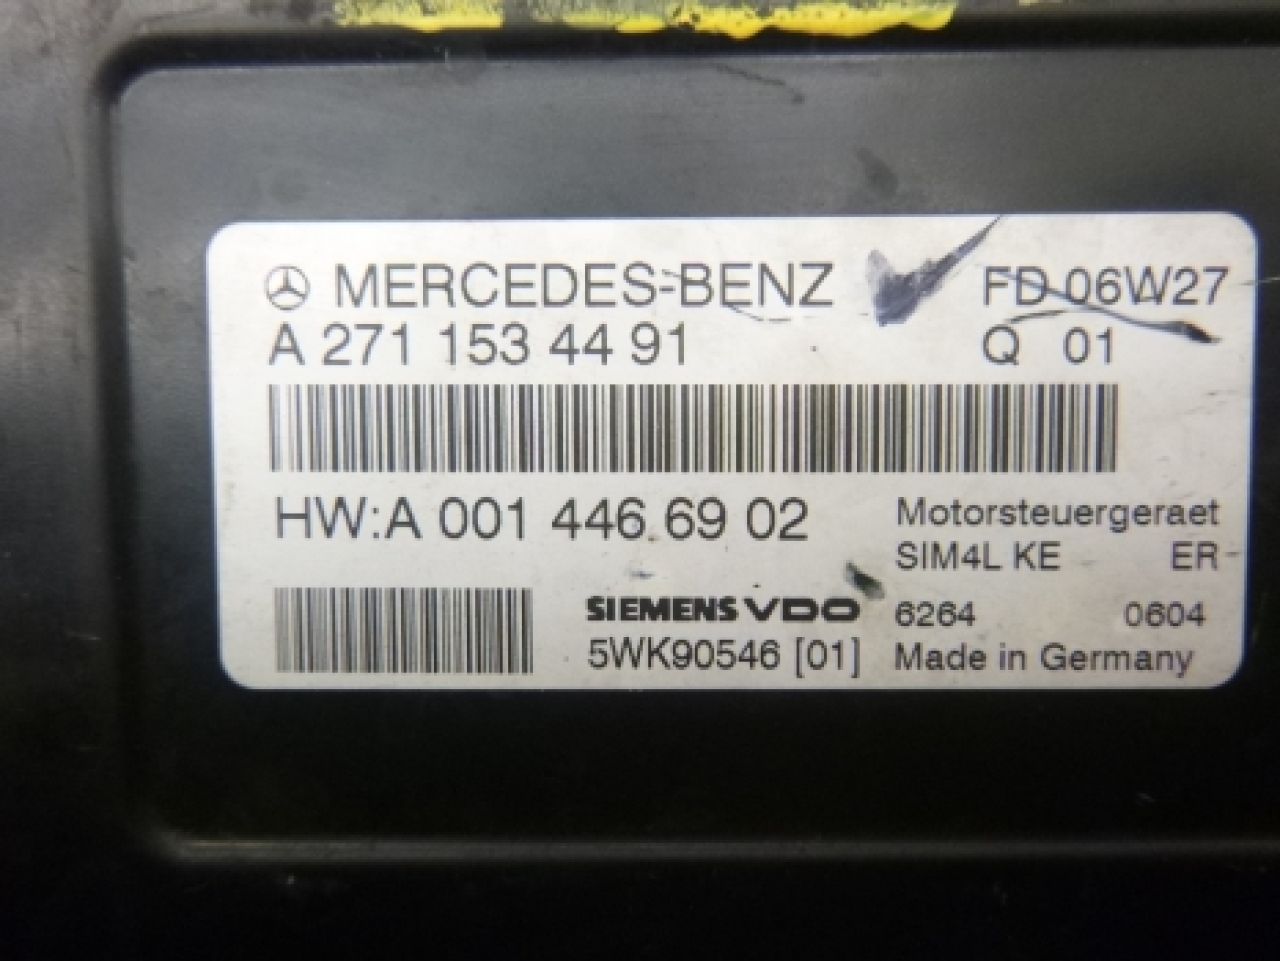 MERCEDES-BENZ FD 06W27
A 271 153 44 91 Q 01
HW:A 001 446 69 02 Motorsteuergeraet
SIM4L KE ER
SIEMENS VDO 6264 0604
5WK90546 [01] Made in Germany